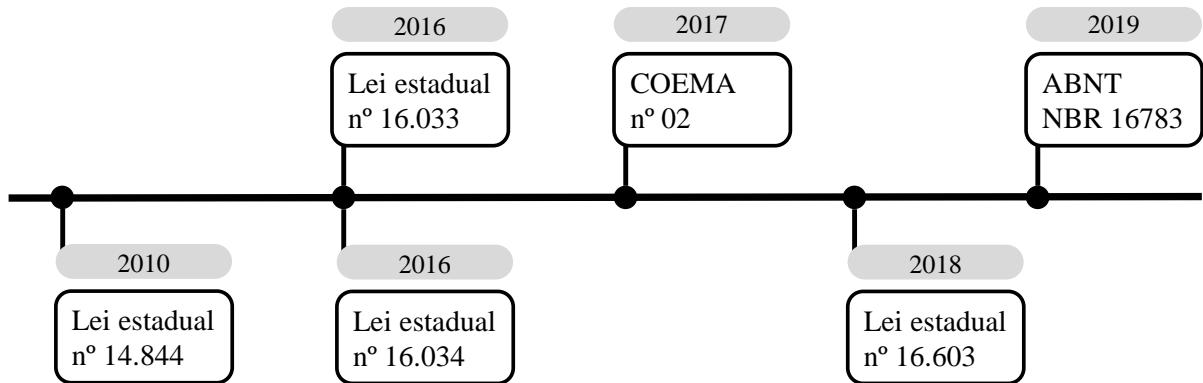 2016
Lei estadual
nº 16.033
2017
COEMA
nº 02
2019
ABNT
NBR 16783
2010
Lei estadual
nº 14.844
2016
Lei estadual
nº 16.034
2018
Lei estadual
nº 16.603